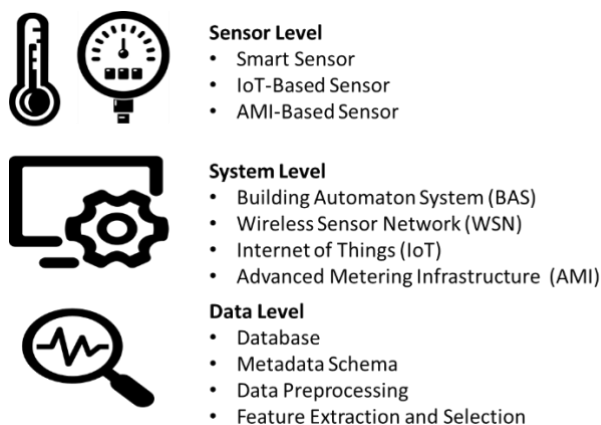 Sensor Level
• Smart Sensor
• IoT-Based Sensor
• AMI-Based Sensor
System Level
• Building Automaton System (BAS)
• Wireless Sensor Network (WSN)
• Internet of Things (IoT)
• Advanced Metering Infrastructure (AMI)
Data Level
• Database
• Metadata Schema
• Data Preprocessing
• Feature Extraction and Selection